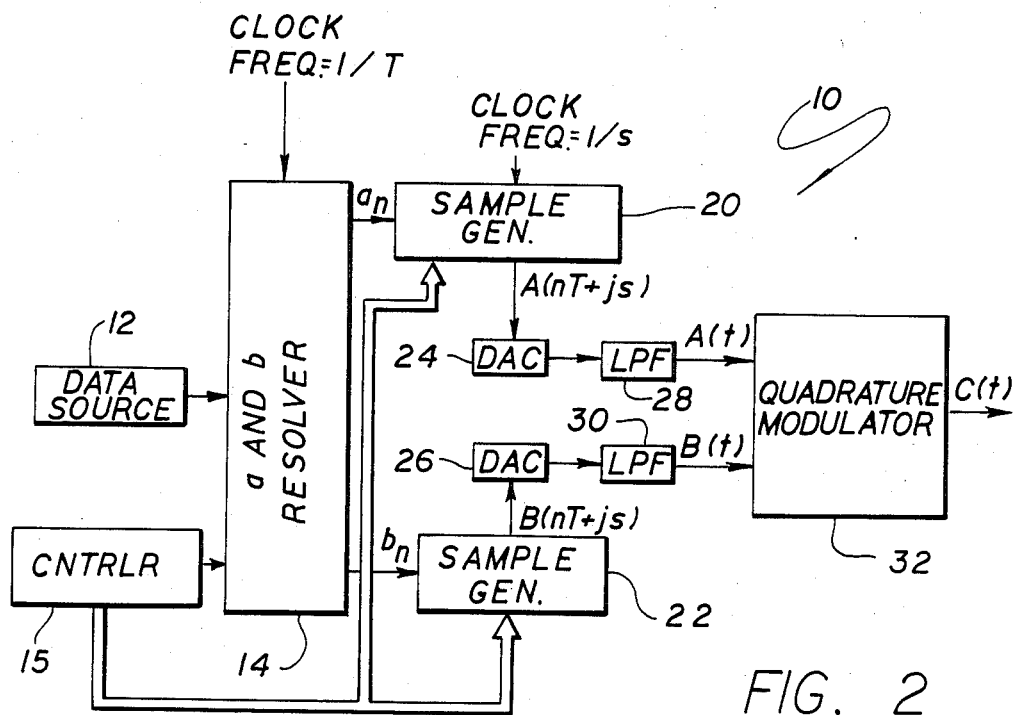 CLOCK
FREQ.=1/T
CLOCK
FREQ.=1/s
10
an
SAMPLE
GEN.
20
A(nT+js)
12
DATA
SOURCE
a AND b
RESOLVER
24
DAC
LPF
28
A(t)
QUADRATURE
MODULATOR
C(t)
30
26
DAC
LPF
B(t)
B(nT+js)
32
CNTRLR
15
bn
SAMPLE
GEN.
22
14
FIG. 2